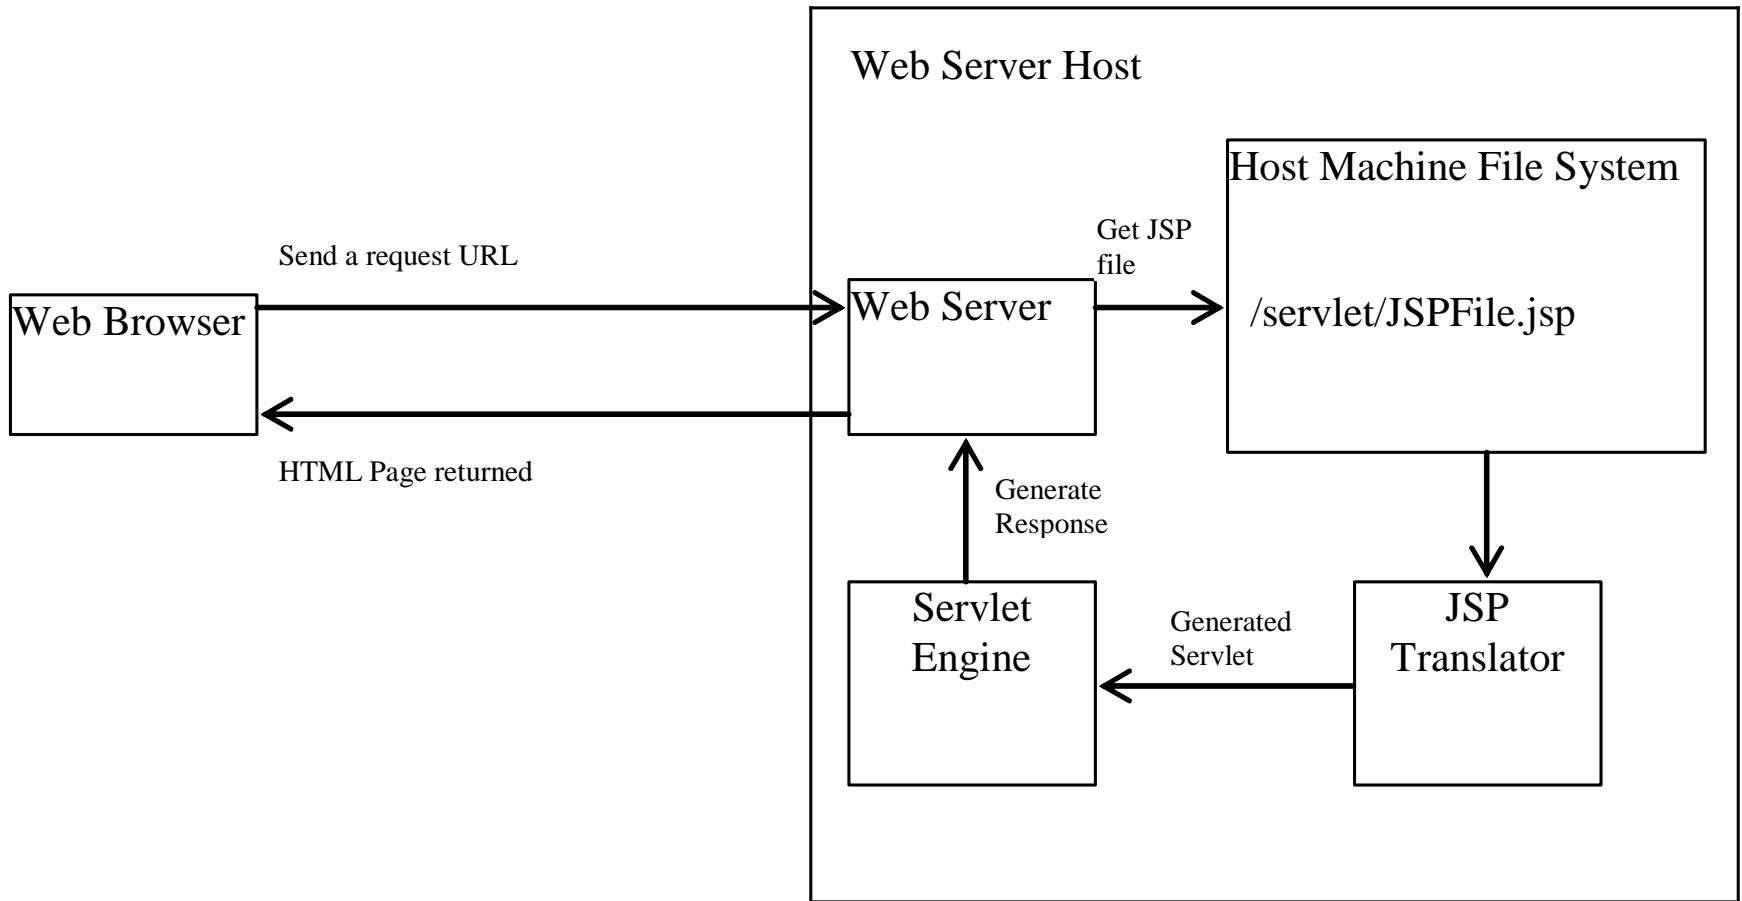 Web Server Host
Host Machine File System
Get JSP
file
Send a request URL
Web Server
/servlet/JSPFile.jsp
Web Browser
HTML Page returned
Generate
Response
Servlet
Engine
Generated
Servlet
JSP
Translator